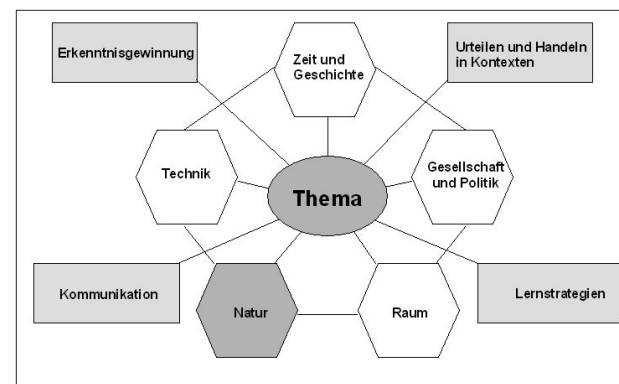 Erkenntnisgewinnung
Zeit und
Geschichte
Urteilen und Handeln
in Kontexten
Technik
Thema
Gesellschaft
und Politik
Kommunikation
Natur
Raum
Lernstrategien